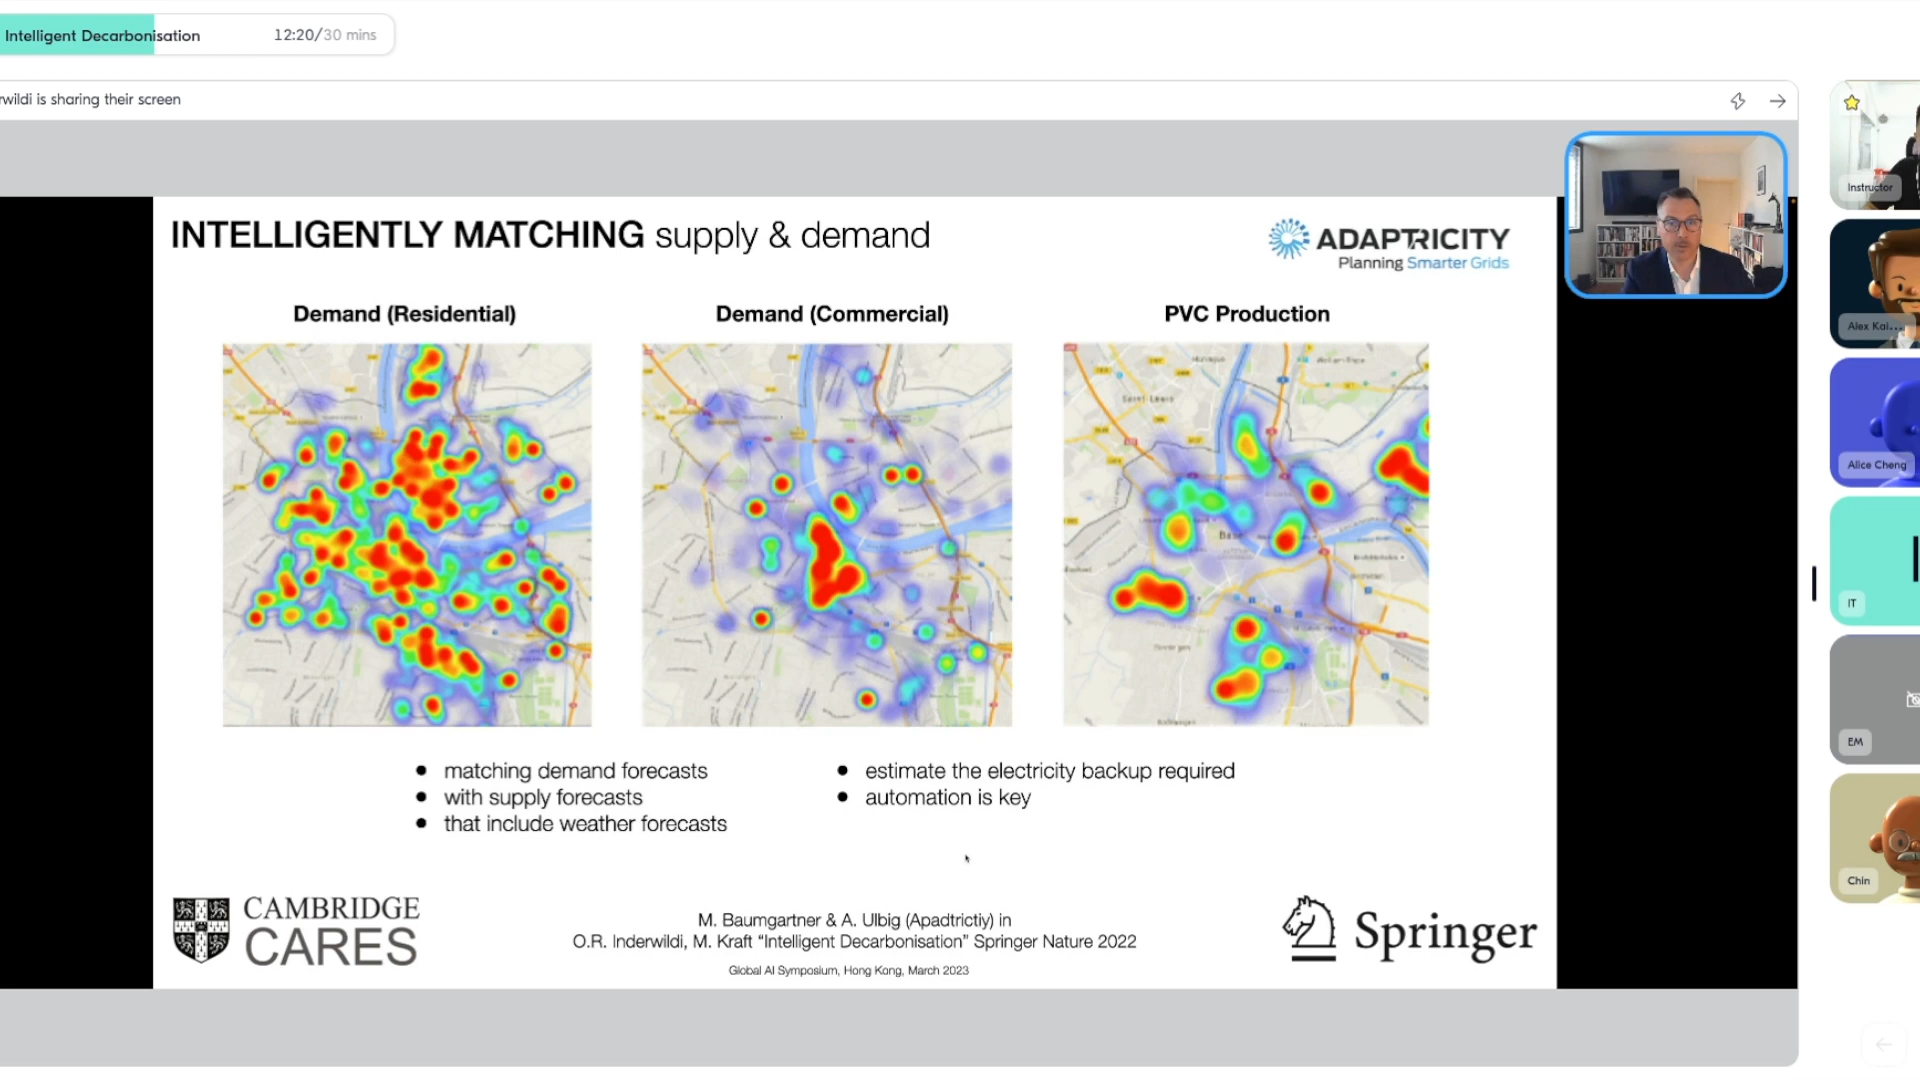 Intelligent Decarbonisation
12:20/30 mins
rwildi is sharing their screen
INTELLIGENTLY MATCHING supply & demand
ADAPTRICITY
Planning Smarter Grids
Demand (Residential)
Demand (Commercial)
PVC Production
matching demand forecasts
with supply forecasts
that include weather forecasts
estimate the electricity backup required
automation is key
CAMBRIDGE
CARES
M. Baumgartner & A. Ulbig (Apadtrictiy) in
O.R. Inderwildi, M. Kraft “Intelligent Decarbonisation” Springer Nature 2022
Global AI Symposium, Hong Kong, March 2023
Springer
Instructor
Alex Kai...
Alice Cheng
IT
EM
Chin